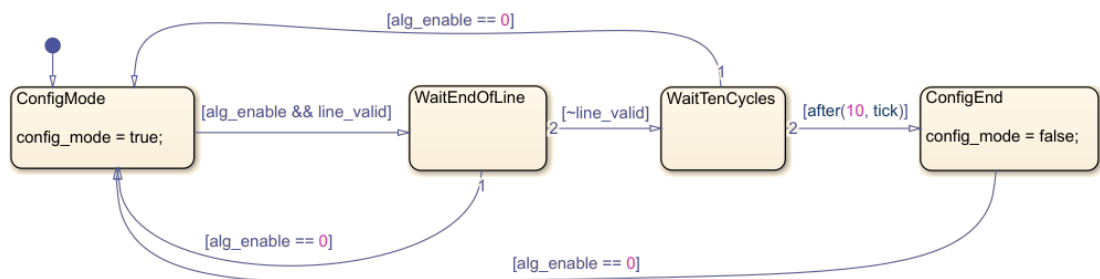 [alg_enable == 0]
1
ConfigMode
config_mode = true;
[alg_enable && line_valid]
WaitEndOfLine
2
[~line_valid]
WaitTenCycles
2
[after(10, tick)]
ConfigEnd
config_mode = false;
1
[alg_enable == 0]
[alg_enable == 0]